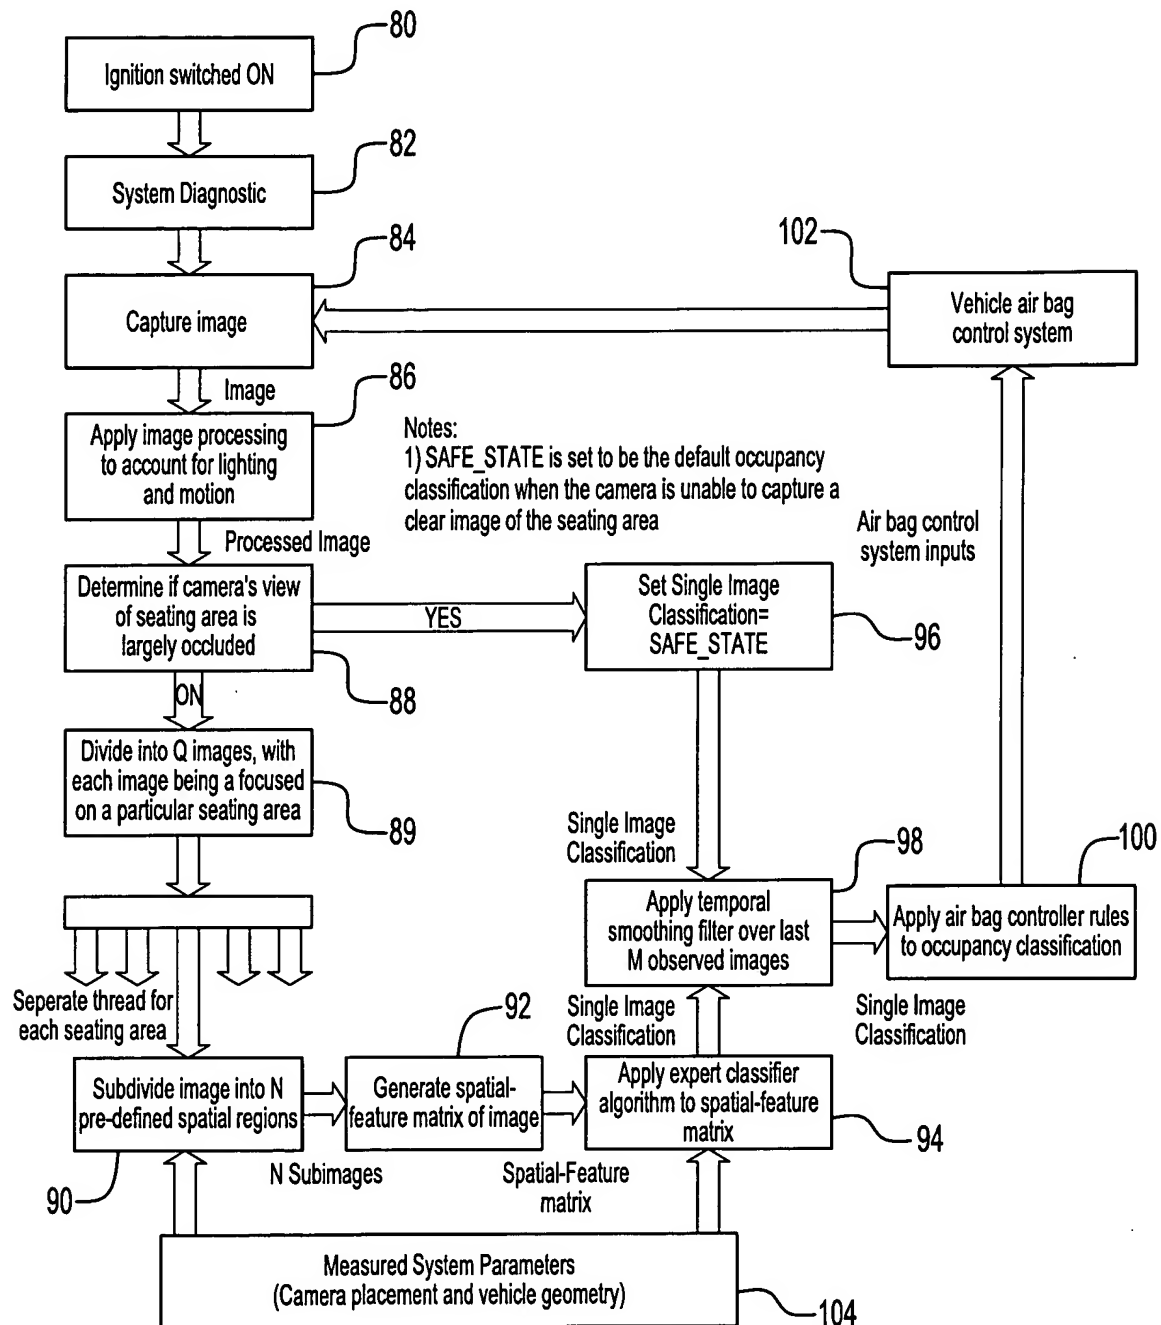 80
Ignition switched ON
82
System Diagnostic
84
Capture image
102
Vehicle air bag
control system
Image
86
Apply image processing
to account for lighting
and motion
Notes:
1) SAFE_STATE is set to be the default occupancy
classification when the camera is unable to capture a
clear image of the seating area
Processed Image
Air bag control
system inputs
Determine if camera's view
of seating area is
largely occluded
88
YES
Set Single Image
Classification=
SAFE_STATE
96
ON
Divide into Q images, with
each image being a focused
on a particular seating area
89
Single Image
Classification
98
Apply temporal
smoothing filter over last
M observed images
100
Apply air bag controller rules
to occupancy classification
Seperate thread for
each seating area
Single Image
Classification
Single Image
Classification
Subdivide image into N
pre-defined spatial regions
90
N Subimages
92
Generate spatial-
feature matrix of image
Spatial-Feature
matrix
Apply expert classifier
algorithm to spatial-feature
matrix
94
Measured System Parameters
(Camera placement and vehicle geometry)
104